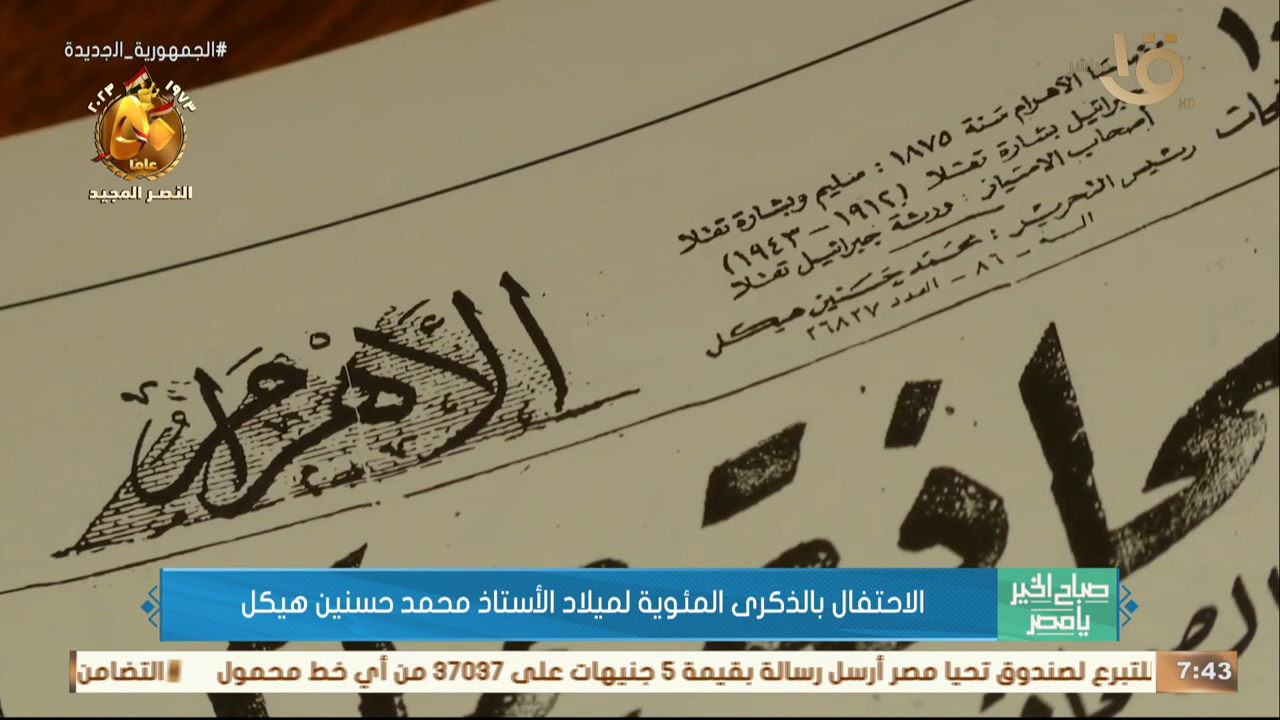 #الجمهورية_الجديدة
١٩٧٣ ٢٠٢٣
٥٠
عاما
النصر المجيد
مباشر
HD
الأهرام سنة ١٨٧٥ : سليم وبشارة تقلا
جبرائيل بشارة تقلا (١٩١٢ – ١٩٤٣)
أصحاب الامتياز : ورثة جبرائيل تقلا
رئيس التحرير : محمد حسنين هيكل
السنة - ٨٦ - العدد ٢٦٨٢٧
الأهرام
صباح الخير
يا مصر
الاحتفال بالذكرى المئوية لميلاد الأستاذ محمد حسنين هيكل
7:43
للتبرع لصندوق تحيا مصر أرسل رسالة بقيمة 5 جنيهات على 37037 من أي خط محمول
التضامن